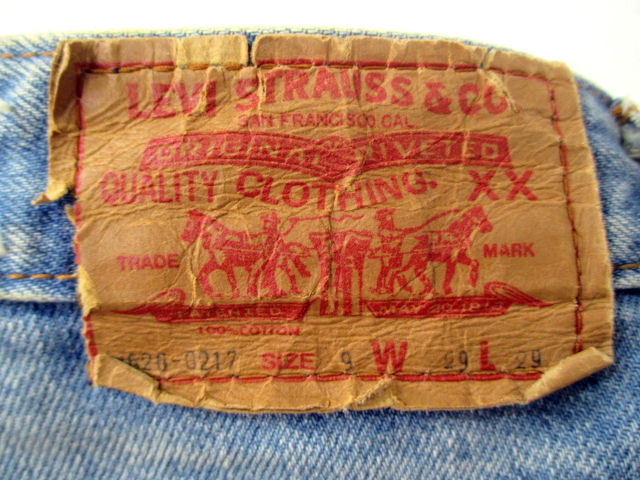 LEVI STRAUSS & CO
SAN FRANCISCO CAL
ORIGINAL RIVETED
QUALITY CLOTHING. XX
TRADE MARK
100% COTTON
SIZE 9 W 29 L 29